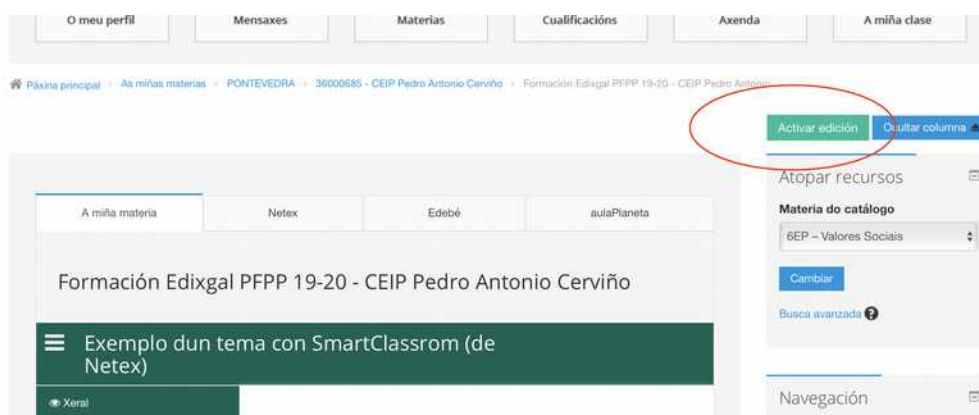 O meu perfil
Mensaxes
Materias
Cualificacións
Axenda
A miña clase
Páxina principal
As miñas materias
PONTEVEDRA
36000685 - CEIP Pedro Antonio Cerviño
Formación Edixgal PFPP 19-20 - CEIP Pedro Antonio
Activar edición
Ocultar columna
Atopar recursos
Materia do catálogo
6EP – Valores Sociais
Cambiar
Busca avanzada ?
Navegación
A miña materia
Netex
Edebé
aulaPlaneta
Formación Edixgal PFPP 19-20 - CEIP Pedro Antonio Cerviño
Exemplo dun tema con SmartClassrom (de
Netex)
Xeral